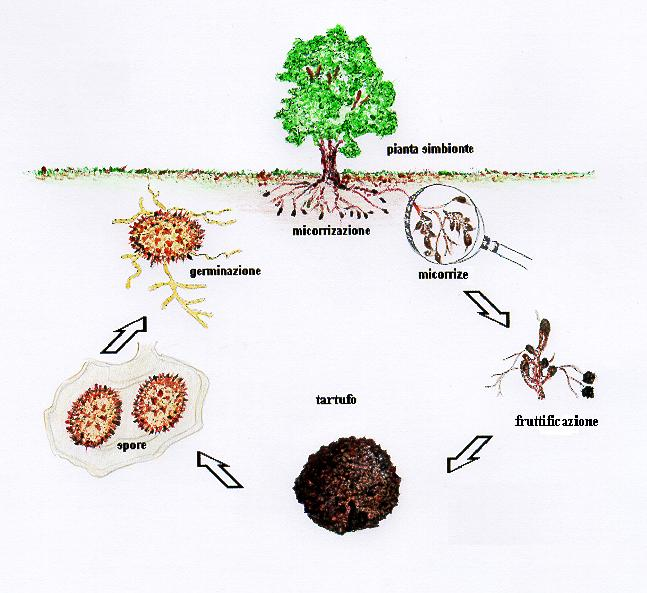 pianta simbionte
micorrizazione
germinazione
micorrize
tartufo
fruttificazione
spore